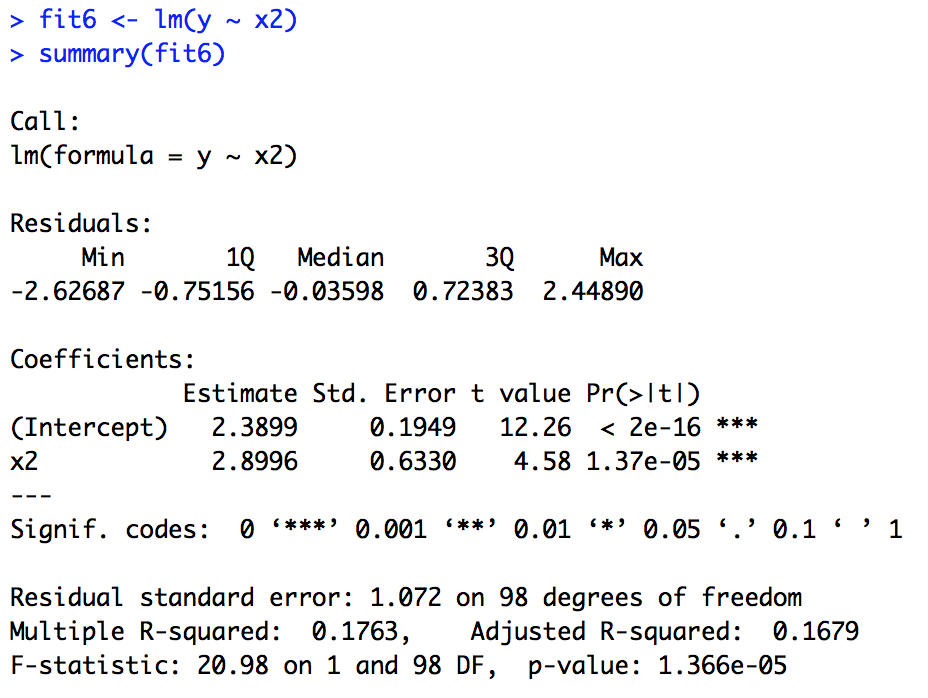 > fit6 <- lm(y ~ x2)
> summary(fit6)
Call:
lm(formula = y ~ x2)
Residuals:
     Min       1Q   Median       3Q      Max
-2.62687 -0.75156 -0.03598  0.72383  2.44890
Coefficients:
            Estimate Std. Error t value Pr(>|t|)
(Intercept)   2.3899     0.1949   12.26  < 2e-16 ***
x2            2.8996     0.6330    4.58 1.37e-05 ***
---
Signif. codes:  0 ‘***’ 0.001 ‘**’ 0.01 ‘*’ 0.05 ‘.’ 0.1 ‘ ’ 1
Residual standard error: 1.072 on 98 degrees of freedom
Multiple R-squared:  0.1763,    Adjusted R-squared:  0.1679
F-statistic: 20.98 on 1 and 98 DF,  p-value: 1.366e-05